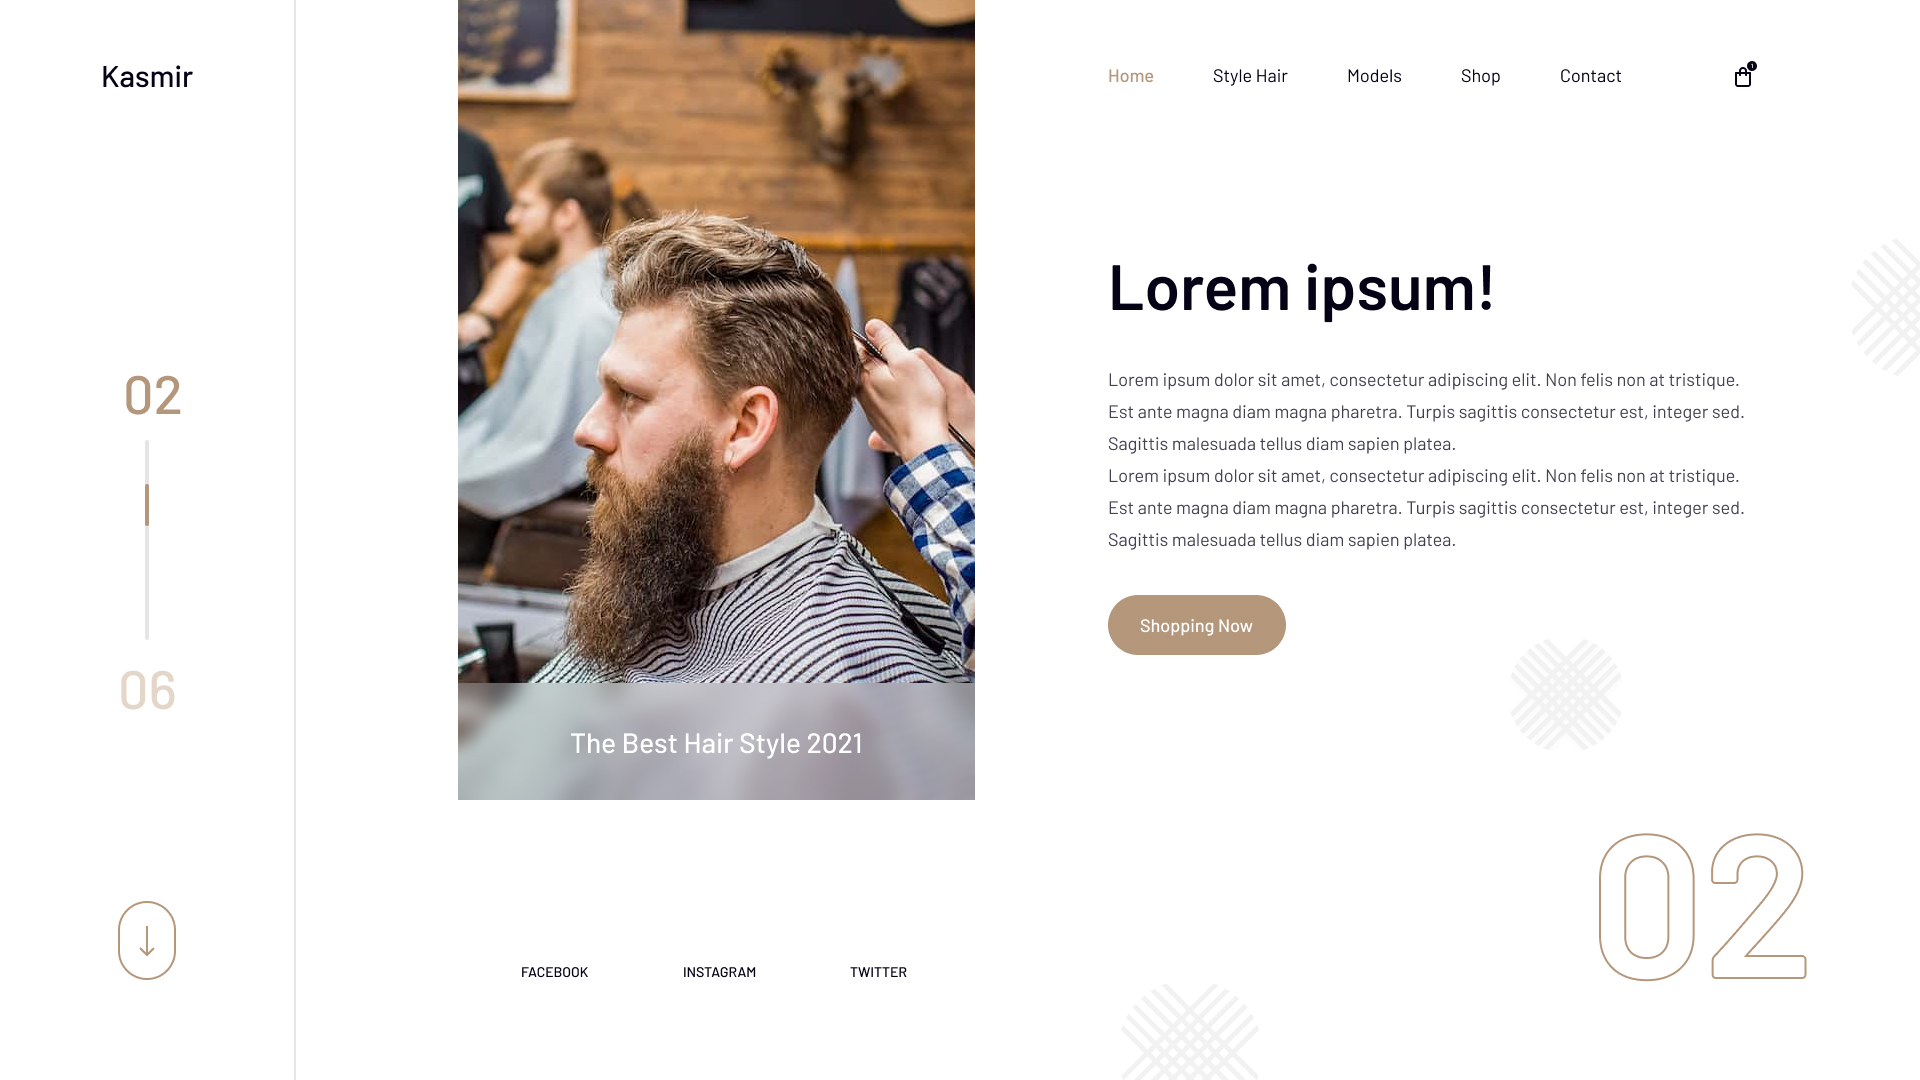 Kasmir
Home
Style Hair
Models
Shop
Contact
02
06
The Best Hair Style 2021
Lorem ipsum!
Lorem ipsum dolor sit amet, consectetur adipiscing elit. Non felis non at tristique.
Est ante magna diam magna pharetra. Turpis sagittis consectetur est, integer sed.
Sagittis malesuada tellus diam sapien platea.
Lorem ipsum dolor sit amet, consectetur adipiscing elit. Non felis non at tristique.
Est ante magna diam magna pharetra. Turpis sagittis consectetur est, integer sed.
Sagittis malesuada tellus diam sapien platea.
Shopping Now
02
FACEBOOK
INSTAGRAM
TWITTER